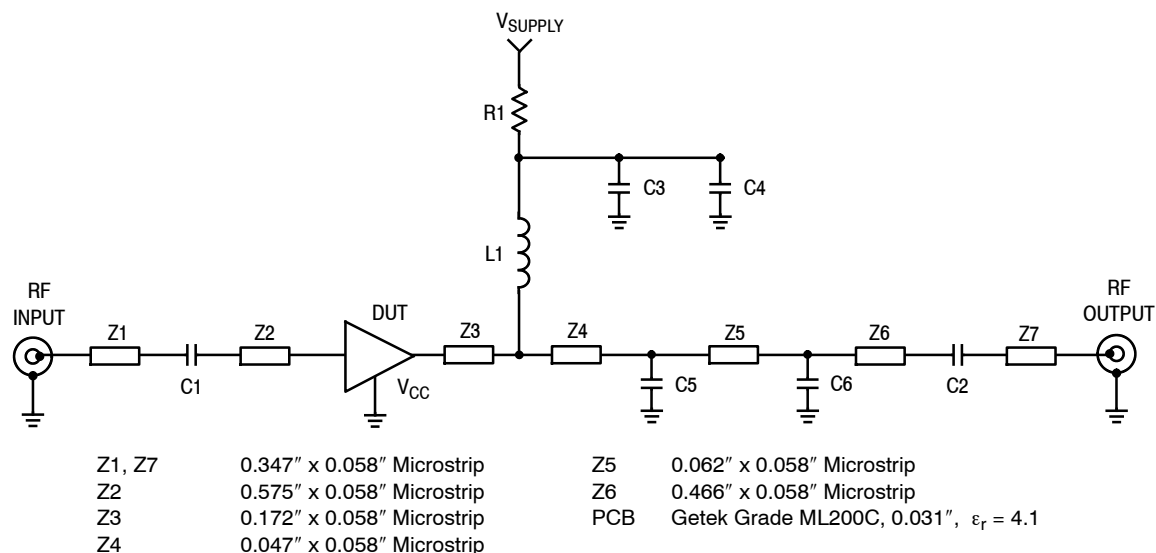 VSUPPLY
R1
C3
C4
L1
RF
INPUT
Z1
C1
Z2
DUT
VCC
Z3
Z4
C5
Z5
C6
Z6
C2
Z7
RF
OUTPUT
Z1, Z7 0.347″ x 0.058″ Microstrip
Z2 0.575″ x 0.058″ Microstrip
Z3 0.172″ x 0.058″ Microstrip
Z4 0.047″ x 0.058″ Microstrip
Z5 0.062″ x 0.058″ Microstrip
Z6 0.466″ x 0.058″ Microstrip
PCB Getek Grade ML200C, 0.031″, εr = 4.1